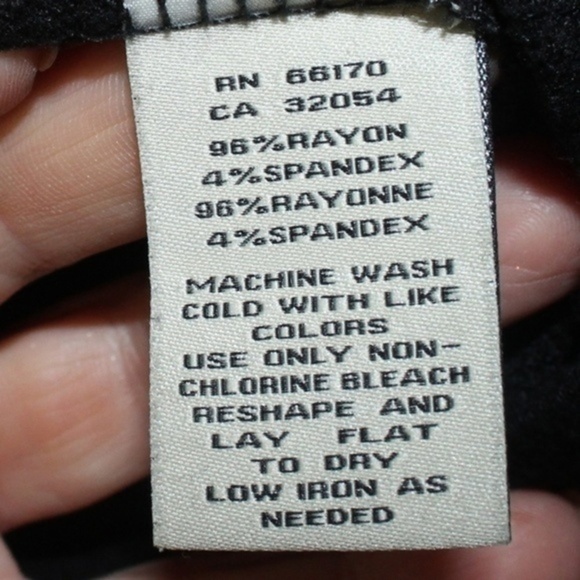 RN 66170
CA 32054
96%RAYON
4%SPANDEX
96%RAYONNE
4%SPANDEX
MACHINE WASH
COLD WITH LIKE
COLORS
USE ONLY NON-
CHLORINE BLEACH
RESHAPE AND
LAY FLAT
TO DRY
LOW IRON AS
NEEDED